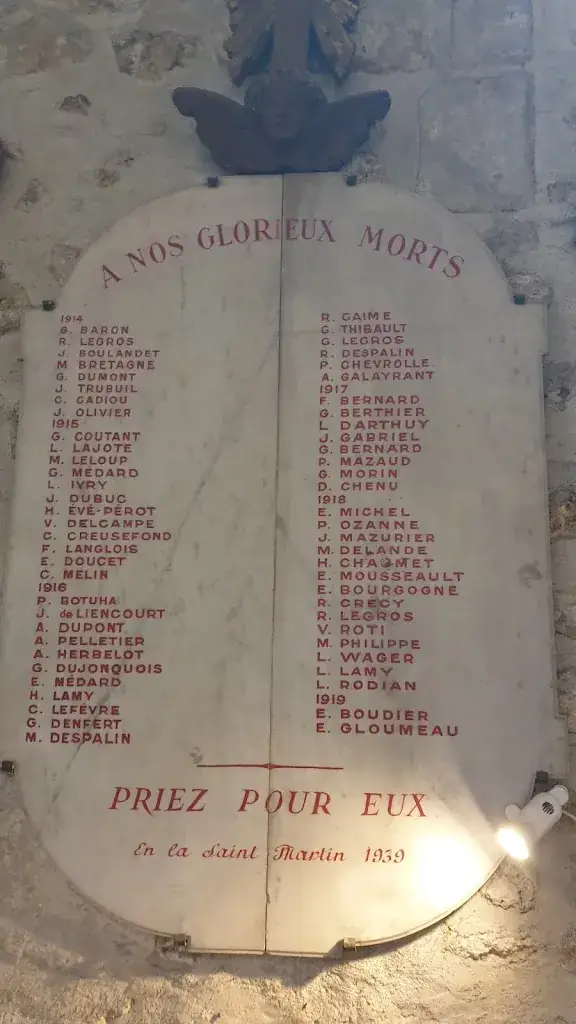 A NOS GLORIEUX MORTS
1914
G. BARON
R. LEGROS
J. BOULANDET
M BRETAGNE
G. DUMONT
J. TRUBUIL
C. CADIOU
J. OLIVIER
1915
G. COUTANT
L. LAJOTE
M. LELOUP
G. MÉDARD
L. IVRY
J. DUBUC
H. ÉVÉ-PÉROT
V. DELCAMPE
C. CREUSEFOND
F. LANGLOIS
E. DOUCET
C. MELIN
1916
P. BOTUHA
J. de LIENCOURT
A. DUPONT
A. PELLETIER
A. HERBELOT
G. DUJONQUOIS
E. MÉDARD
H. LAMY
C. LEFÈVRE
G. DENFERT
M. DESPALIN
R. GAIME
G. THIBAULT
G. LEGROS
R. DESPALIN
P. CHEVROLLE
A. GALAYRANT
1917
F. BERNARD
G. BERTHIER
L DARTHUY
J. GABRIEL
G. BERNARD
P. MAZAUD
G. MORIN
D. CHENU
1918
E. MICHEL
P. OZANNE
J. MAZURIER
M. DELANDE
H. CHAUMET
E. MOUSSEAULT
E. BOURGOGNE
R. CRECY
R. LEGROS
V. ROTI
M. PHILIPPE
L. WAGER
L. LAMY
L. RODIAN
1919
E. BOUDIER
E. GLOUMEAU
PRIEZ POUR EUX
En la Saint Martin 1939